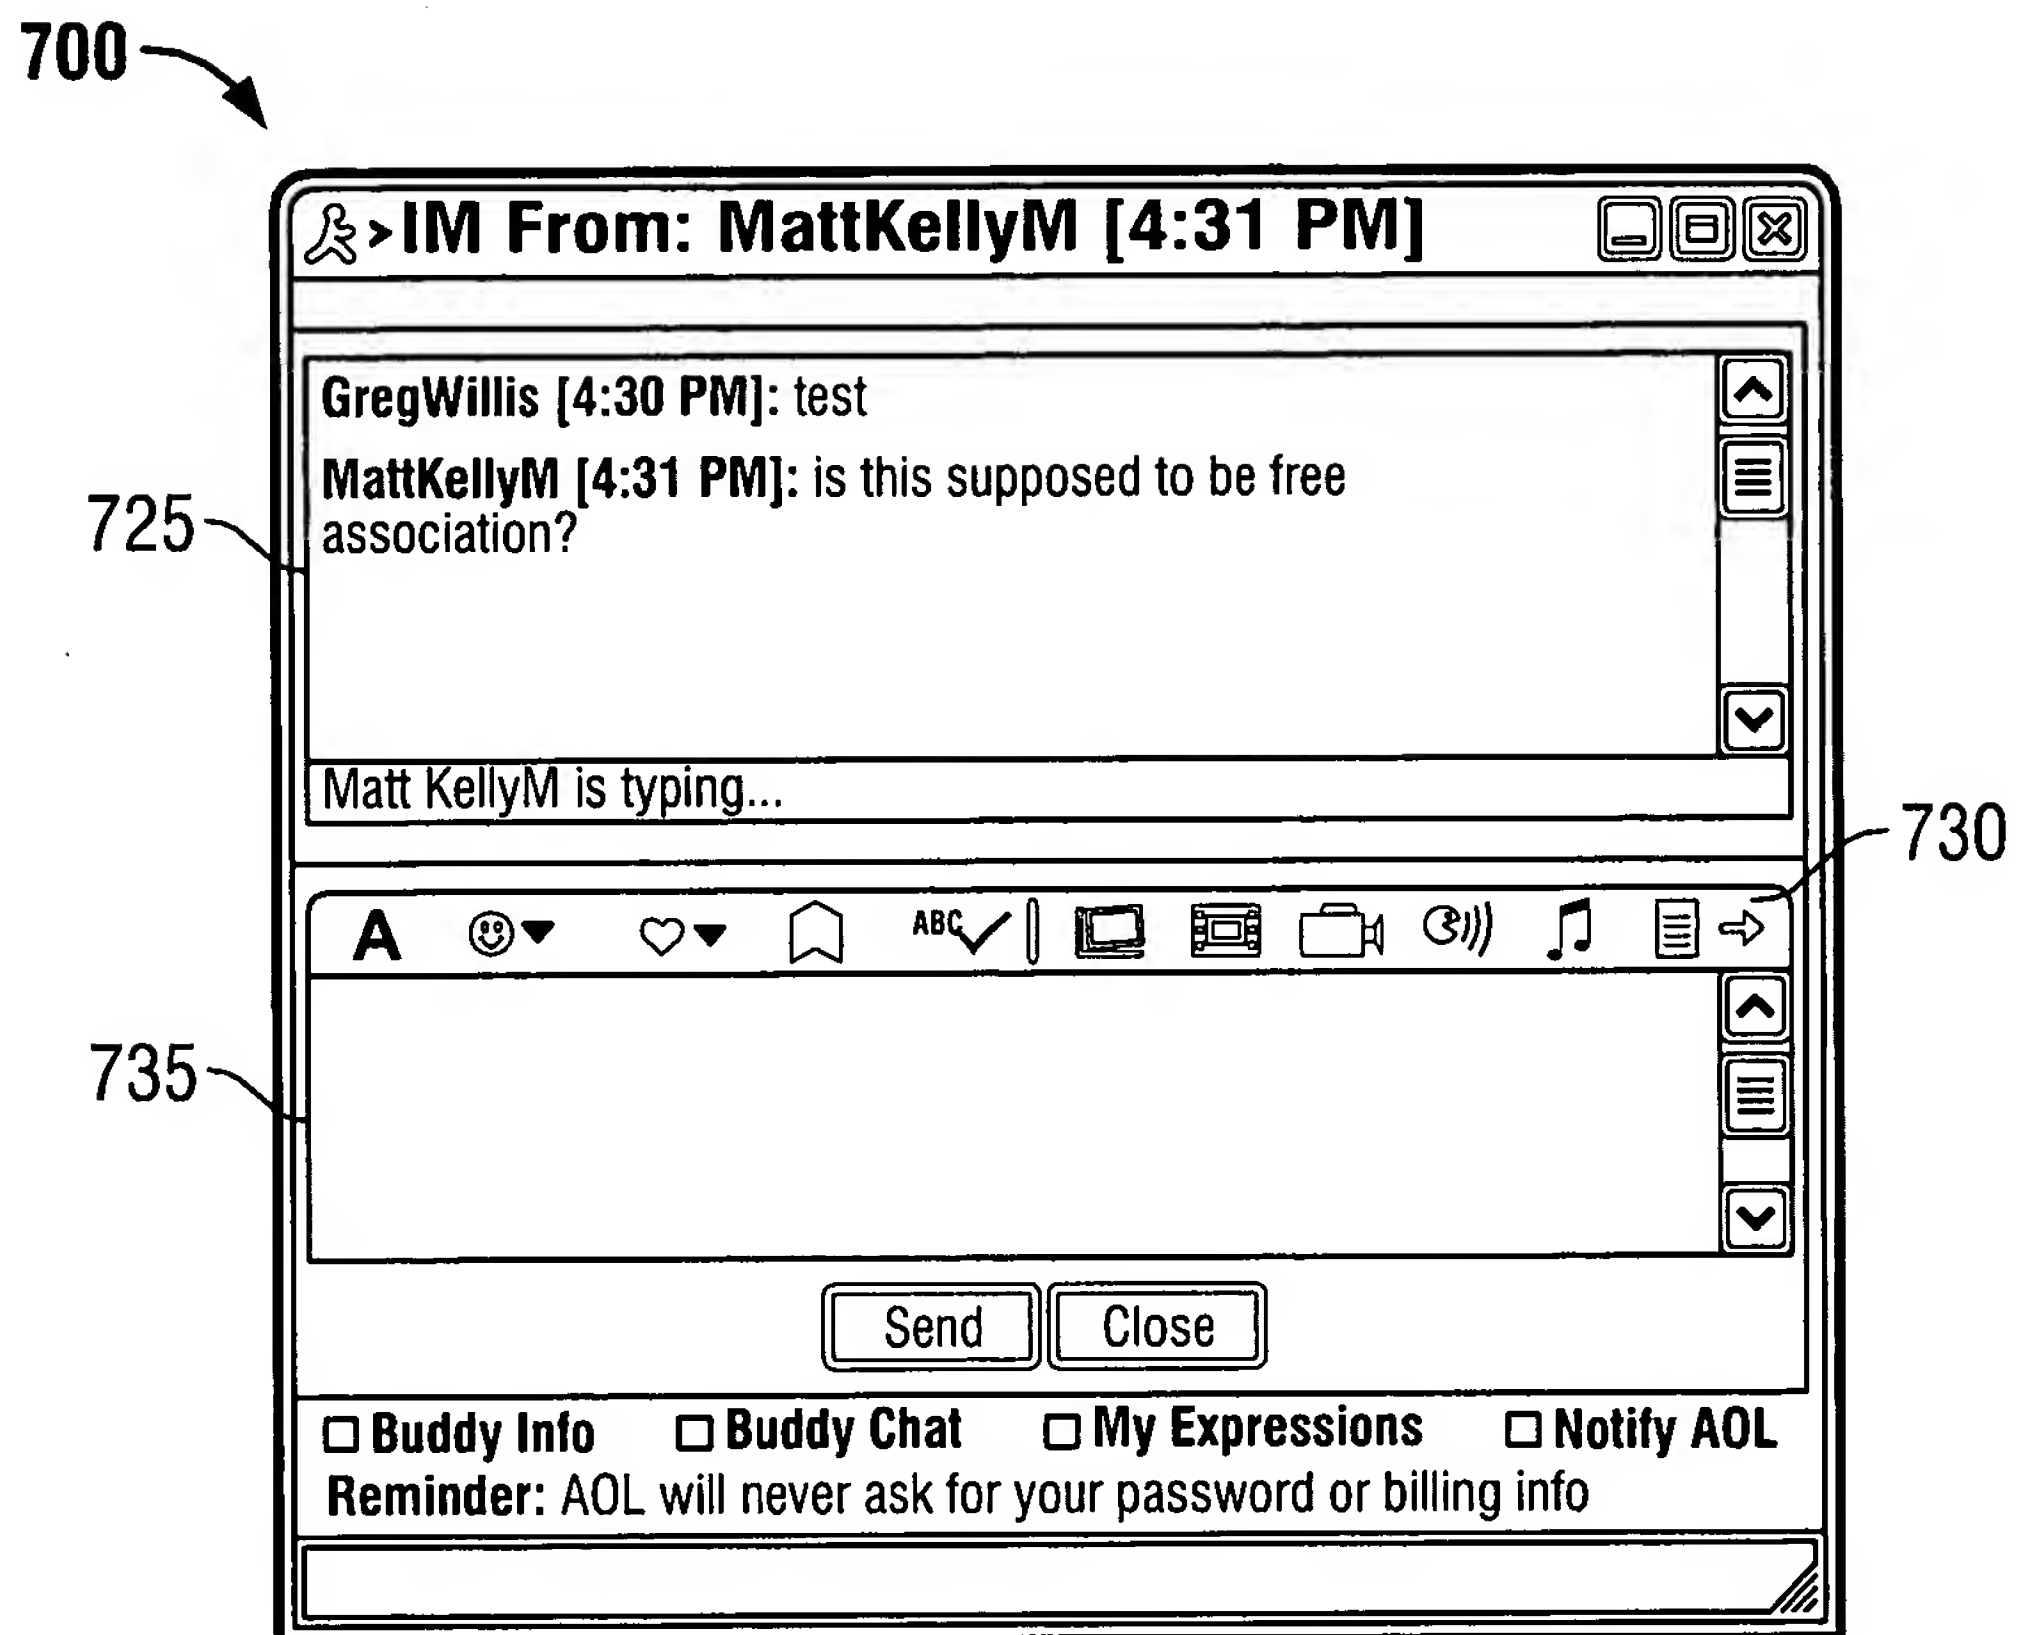 700
>IM From: MattKellyM [4:31 PM]
GregWillis [4:30 PM]: test
MattKellyM [4:31 PM]: is this supposed to be free
association?
725
Matt KellyM is typing...
730
A
ABC
735
Send Close
Buddy Info Buddy Chat My Expressions Notify AOL
Reminder: AOL will never ask for your password or billing info